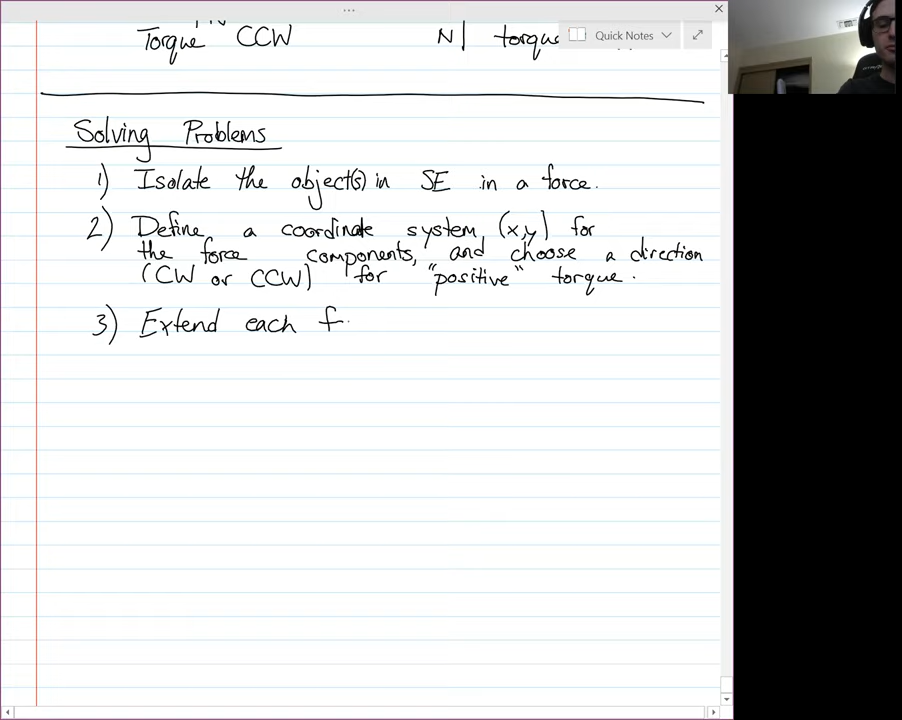 Torque CCW N torque
Quick Notes
Solving Problems
1) Isolate the object(s) in SE in a force.
2) Define a coordinate system, (x,y) for
the force components, and choose a direction
(CW or CCW) for "positive" torque.
3) Extend each f